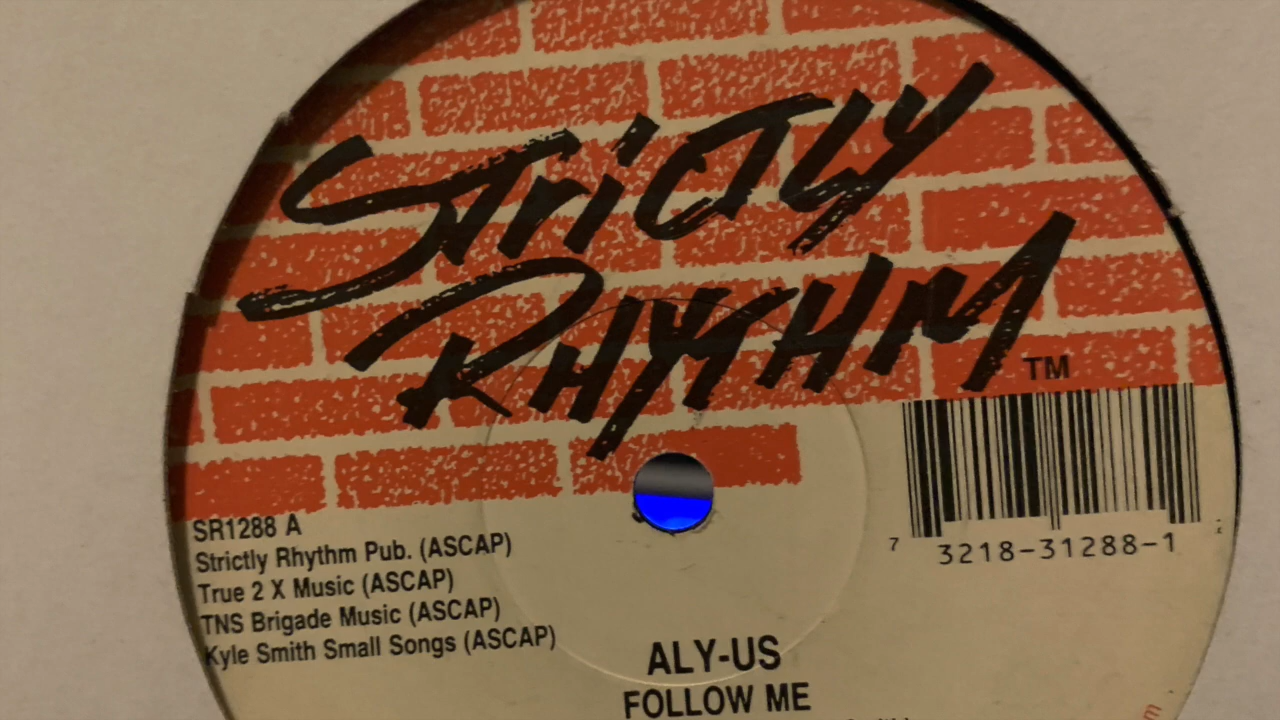 Strictly
Rhythm
TM
7 3218-31288-1
SR1288 A
Strictly Rhythm Pub. (ASCAP)
True 2 X Music (ASCAP)
TNS Brigade Music (ASCAP)
Kyle Smith Small Songs (ASCAP)
ALY-US
FOLLOW ME